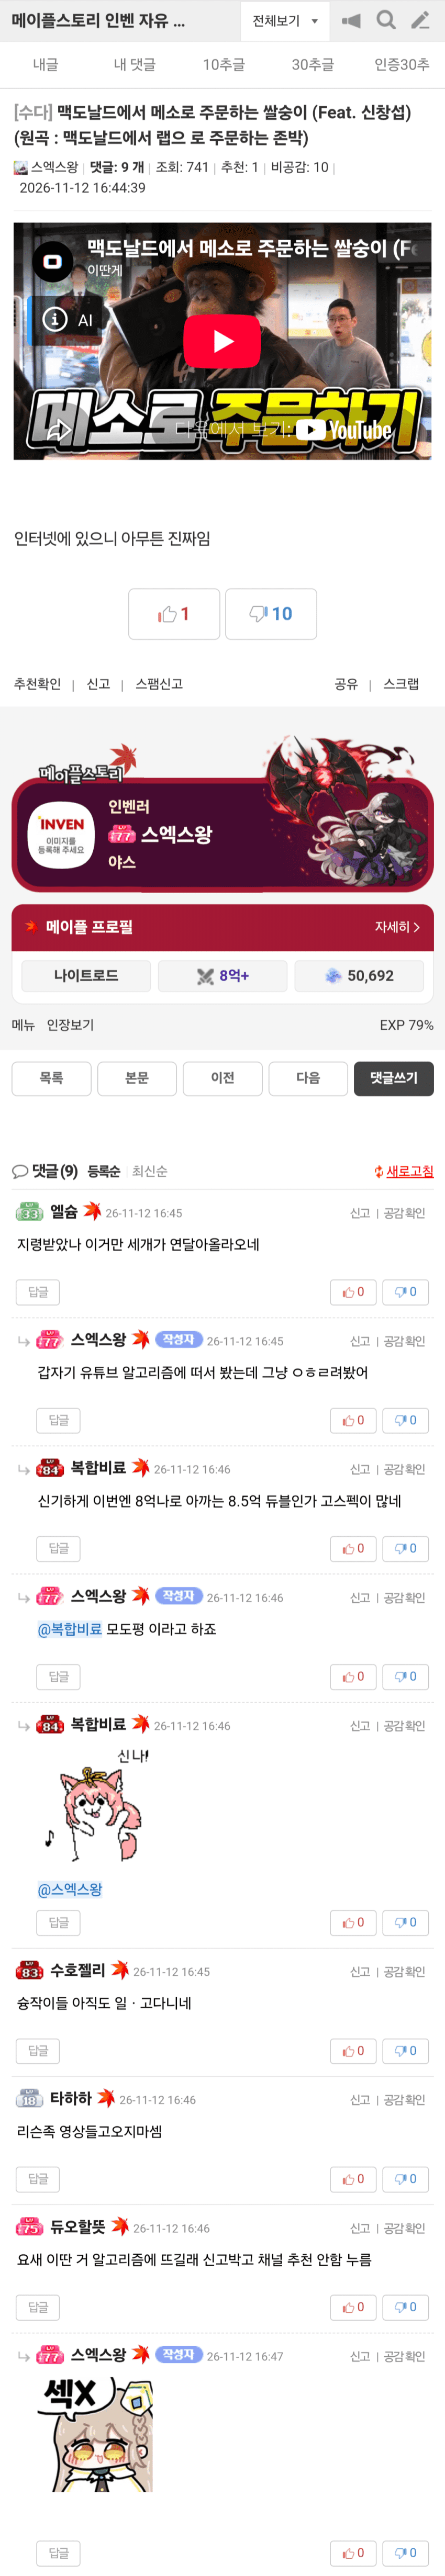 메이플스토리 인벤 자유 ...
전체보기
내글
내 댓글
10추글
30추글
인증30추
[수다] 맥도날드에서 메소로 주문하는 쌀숭이 (Feat. 신창섭)
(원곡 : 맥도날드에서 랩으 로 주문하는 존박)
스엑스왕 | 댓글: 9 개 | 조회: 741 | 추천: 1 | 비공감: 10 |
2026-11-12 16:44:39
맥도날드에서 메소로 주문하는 쌀숭이 (F
이딴게
AI
메소로 주문하기
다음에서 보기: YouTube
인터넷에 있으니 아무튼 진짜임
1
10
추천확인 | 신고 | 스팸신고
공유 | 스크랩
메이플스토리
INVEN
이미지를
등록해 주세요
인벤러
LV 77 스엑스왕
야스
메이플 프로필
자세히 >
나이트로드
8억+
50,692
메뉴 인장보기
EXP 79%
목록
본문
이전
다음
댓글쓰기
댓글 (9) 등록순 | 최신순
새로고침
LV 33 엘슘 26-11-12 16:45
신고 | 공감 확인
지령받았나 이거만 세개가 연달아올라오네
답글
0
0
LV 77 스엑스왕 작성자 26-11-12 16:45
신고 | 공감 확인
갑자기 유튜브 알고리즘에 떠서 봤는데 그냥 ㅇㅎㄹ려봤어
답글
0
0
LV 84 복합비료 26-11-12 16:46
신고 | 공감 확인
신기하게 이번엔 8억나로 아까는 8.5억 듀블인가 고스펙이 많네
답글
0
0
LV 77 스엑스왕 작성자 26-11-12 16:46
신고 | 공감 확인
@복합비료 모도평 이라고 하죠
답글
0
0
LV 84 복합비료 26-11-12 16:46
신고 | 공감 확인
신나!
@스엑스왕
답글
0
0
LV 83 수호젤리 26-11-12 16:45
신고 | 공감 확인
슝작이들 아직도 일ㆍ고다니네
답글
0
0
LV 18 타하하 26-11-12 16:46
신고 | 공감 확인
리슨족 영상들고오지마셈
답글
0
0
LV 75 듀오할뜻 26-11-12 16:46
신고 | 공감 확인
요새 이딴 거 알고리즘에 뜨길래 신고박고 채널 추천 안함 누름
답글
0
0
LV 77 스엑스왕 작성자 26-11-12 16:47
신고 | 공감 확인
섹X
답글
0
0